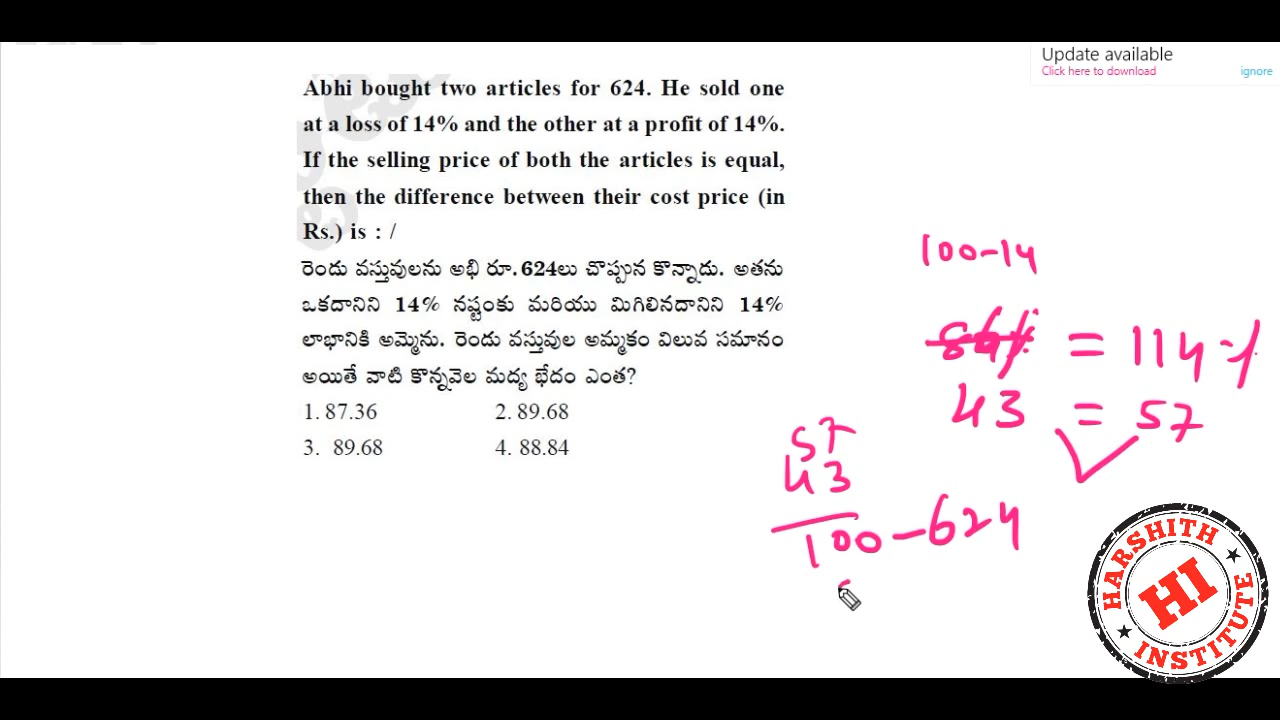 Update available
Click here to download
ignore
Abhi bought two articles for 624. He sold one
at a loss of 14% and the other at a profit of 14%.
If the selling price of both the articles is equal,
then the difference between their cost price (in
Rs.) is : /
రెండు వస్తువులను అభి రూ.624లు చొప్పున కొన్నాడు. అతను
ఒకదానిని 14% నష్టంకు మరియు మిగిలినదానిని 14%
లాభానికి అమ్మెను. రెండు వస్తువుల అమ్మకం విలువ సమానం
అయితే వాటి కొన్నవెల మధ్య భేదం ఎంత?
1. 87.36 2. 89.68
3. 89.68 4. 88.84
100-14
= 114%
43 = 57
57
43
100-624
HARSHITH
HI
INSTITUTE